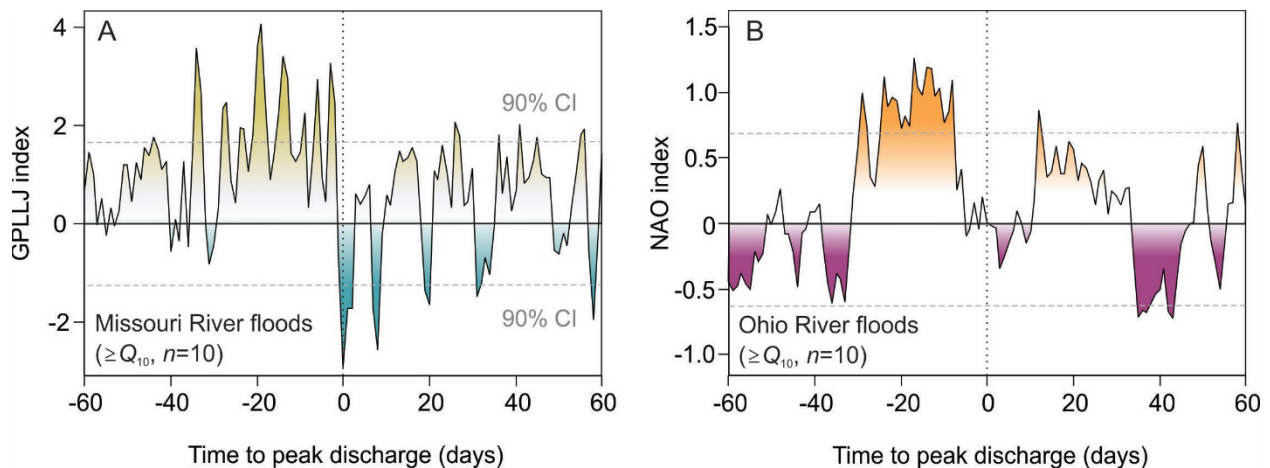 A
4
2
0
-2
GPLLJ index
90% CI
90% CI
Missouri River floods
(≥Q10, n=10)
-60 -40 -20 0 20 40 60
Time to peak discharge (days)
B
1.5
1.0
0.5
0
-0.5
-1.0
NAO index
Ohio River floods
(≥Q10, n=10)
-60 -40 -20 0 20 40 60
Time to peak discharge (days)